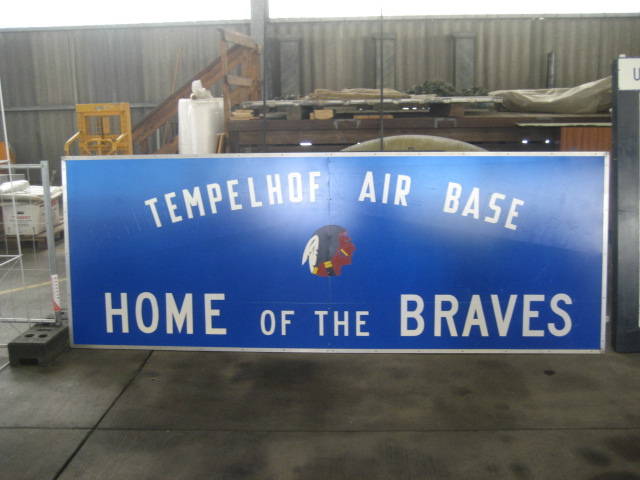 TEMPELHOF AIR BASE
HOME OF THE BRAVES
U